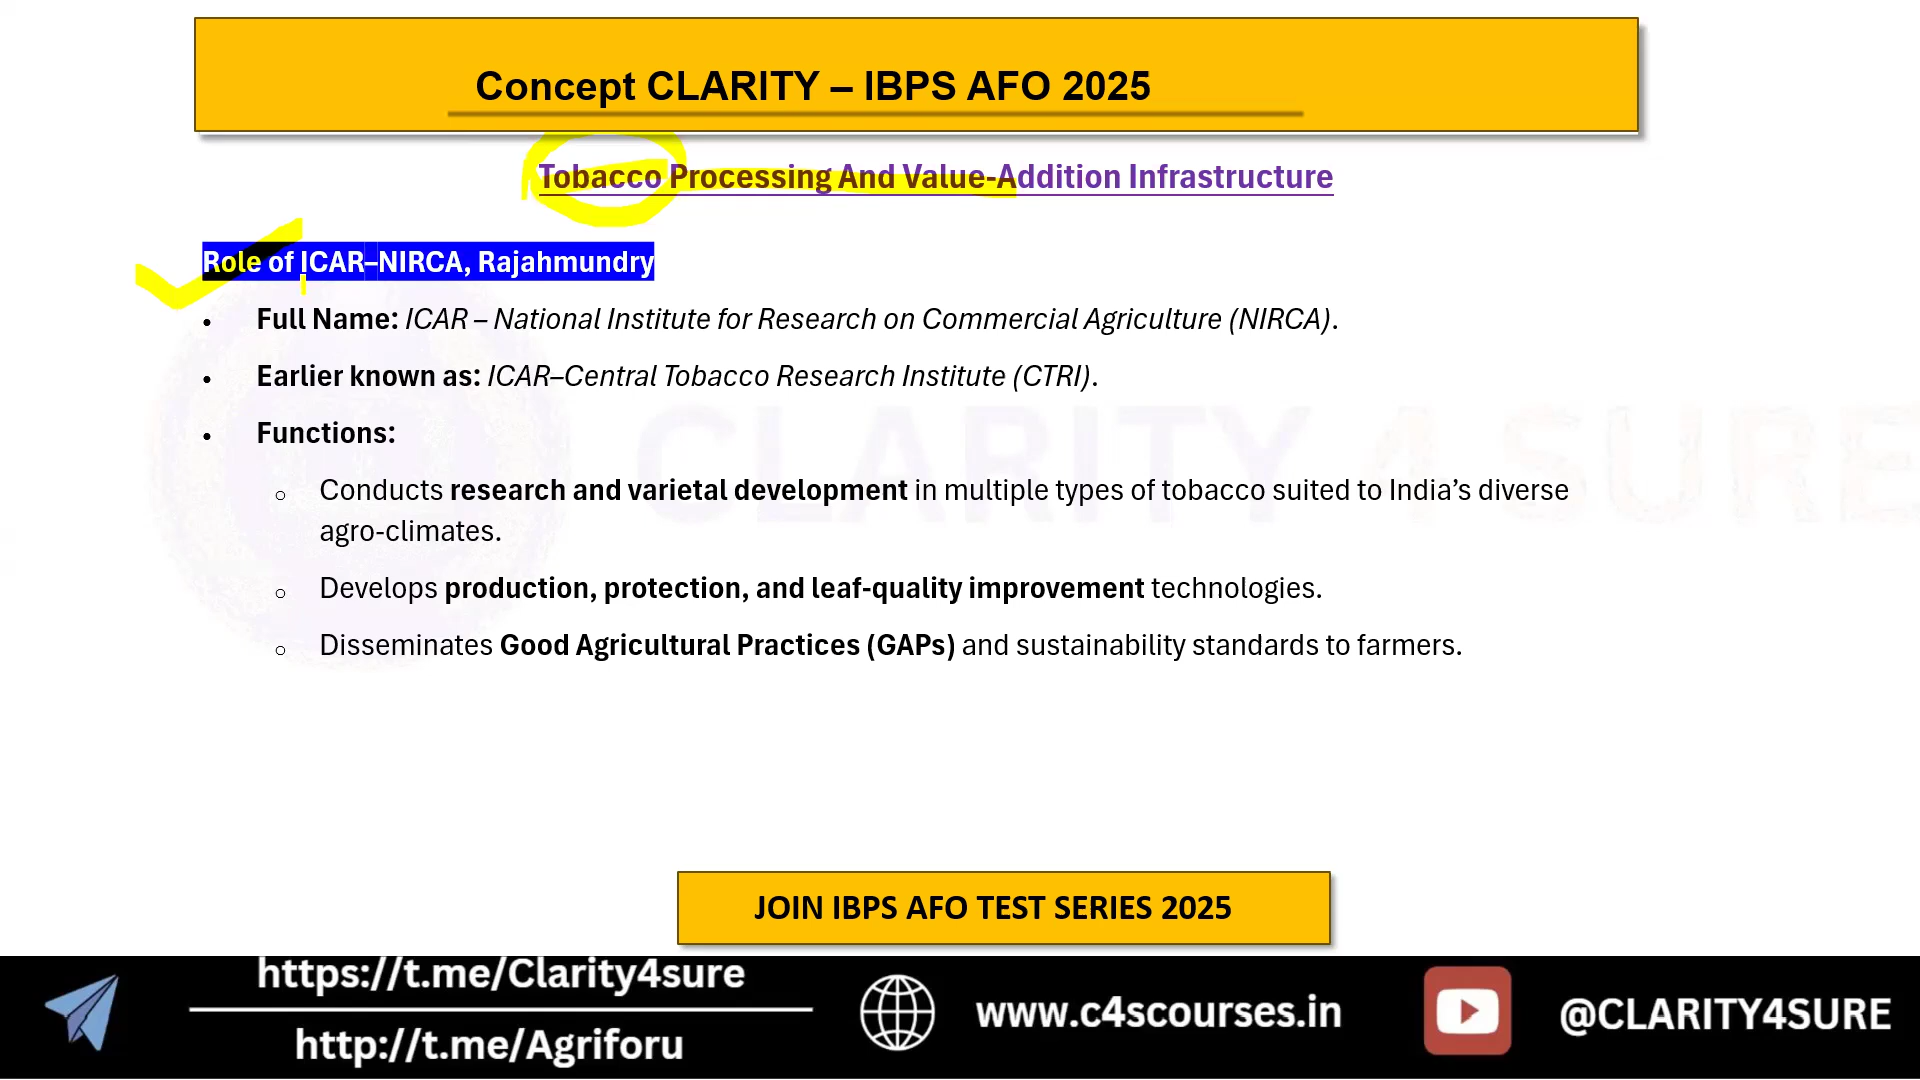 Concept CLARITY – IBPS AFO 2025
Tobacco Processing And Value-Addition Infrastructure
Role of ICAR–NIRCA, Rajahmundry
• Full Name: ICAR – National Institute for Research on Commercial Agriculture (NIRCA).
• Earlier known as: ICAR–Central Tobacco Research Institute (CTRI).
• Functions:
○ Conducts research and varietal development in multiple types of tobacco suited to India’s diverse
agro-climates.
○ Develops production, protection, and leaf-quality improvement technologies.
○ Disseminates Good Agricultural Practices (GAPs) and sustainability standards to farmers.
CLARITY 4 SURE
JOIN IBPS AFO TEST SERIES 2025
https://t.me/Clarity4sure
http://t.me/Agriforu
www.c4scourses.in
@CLARITY4SURE